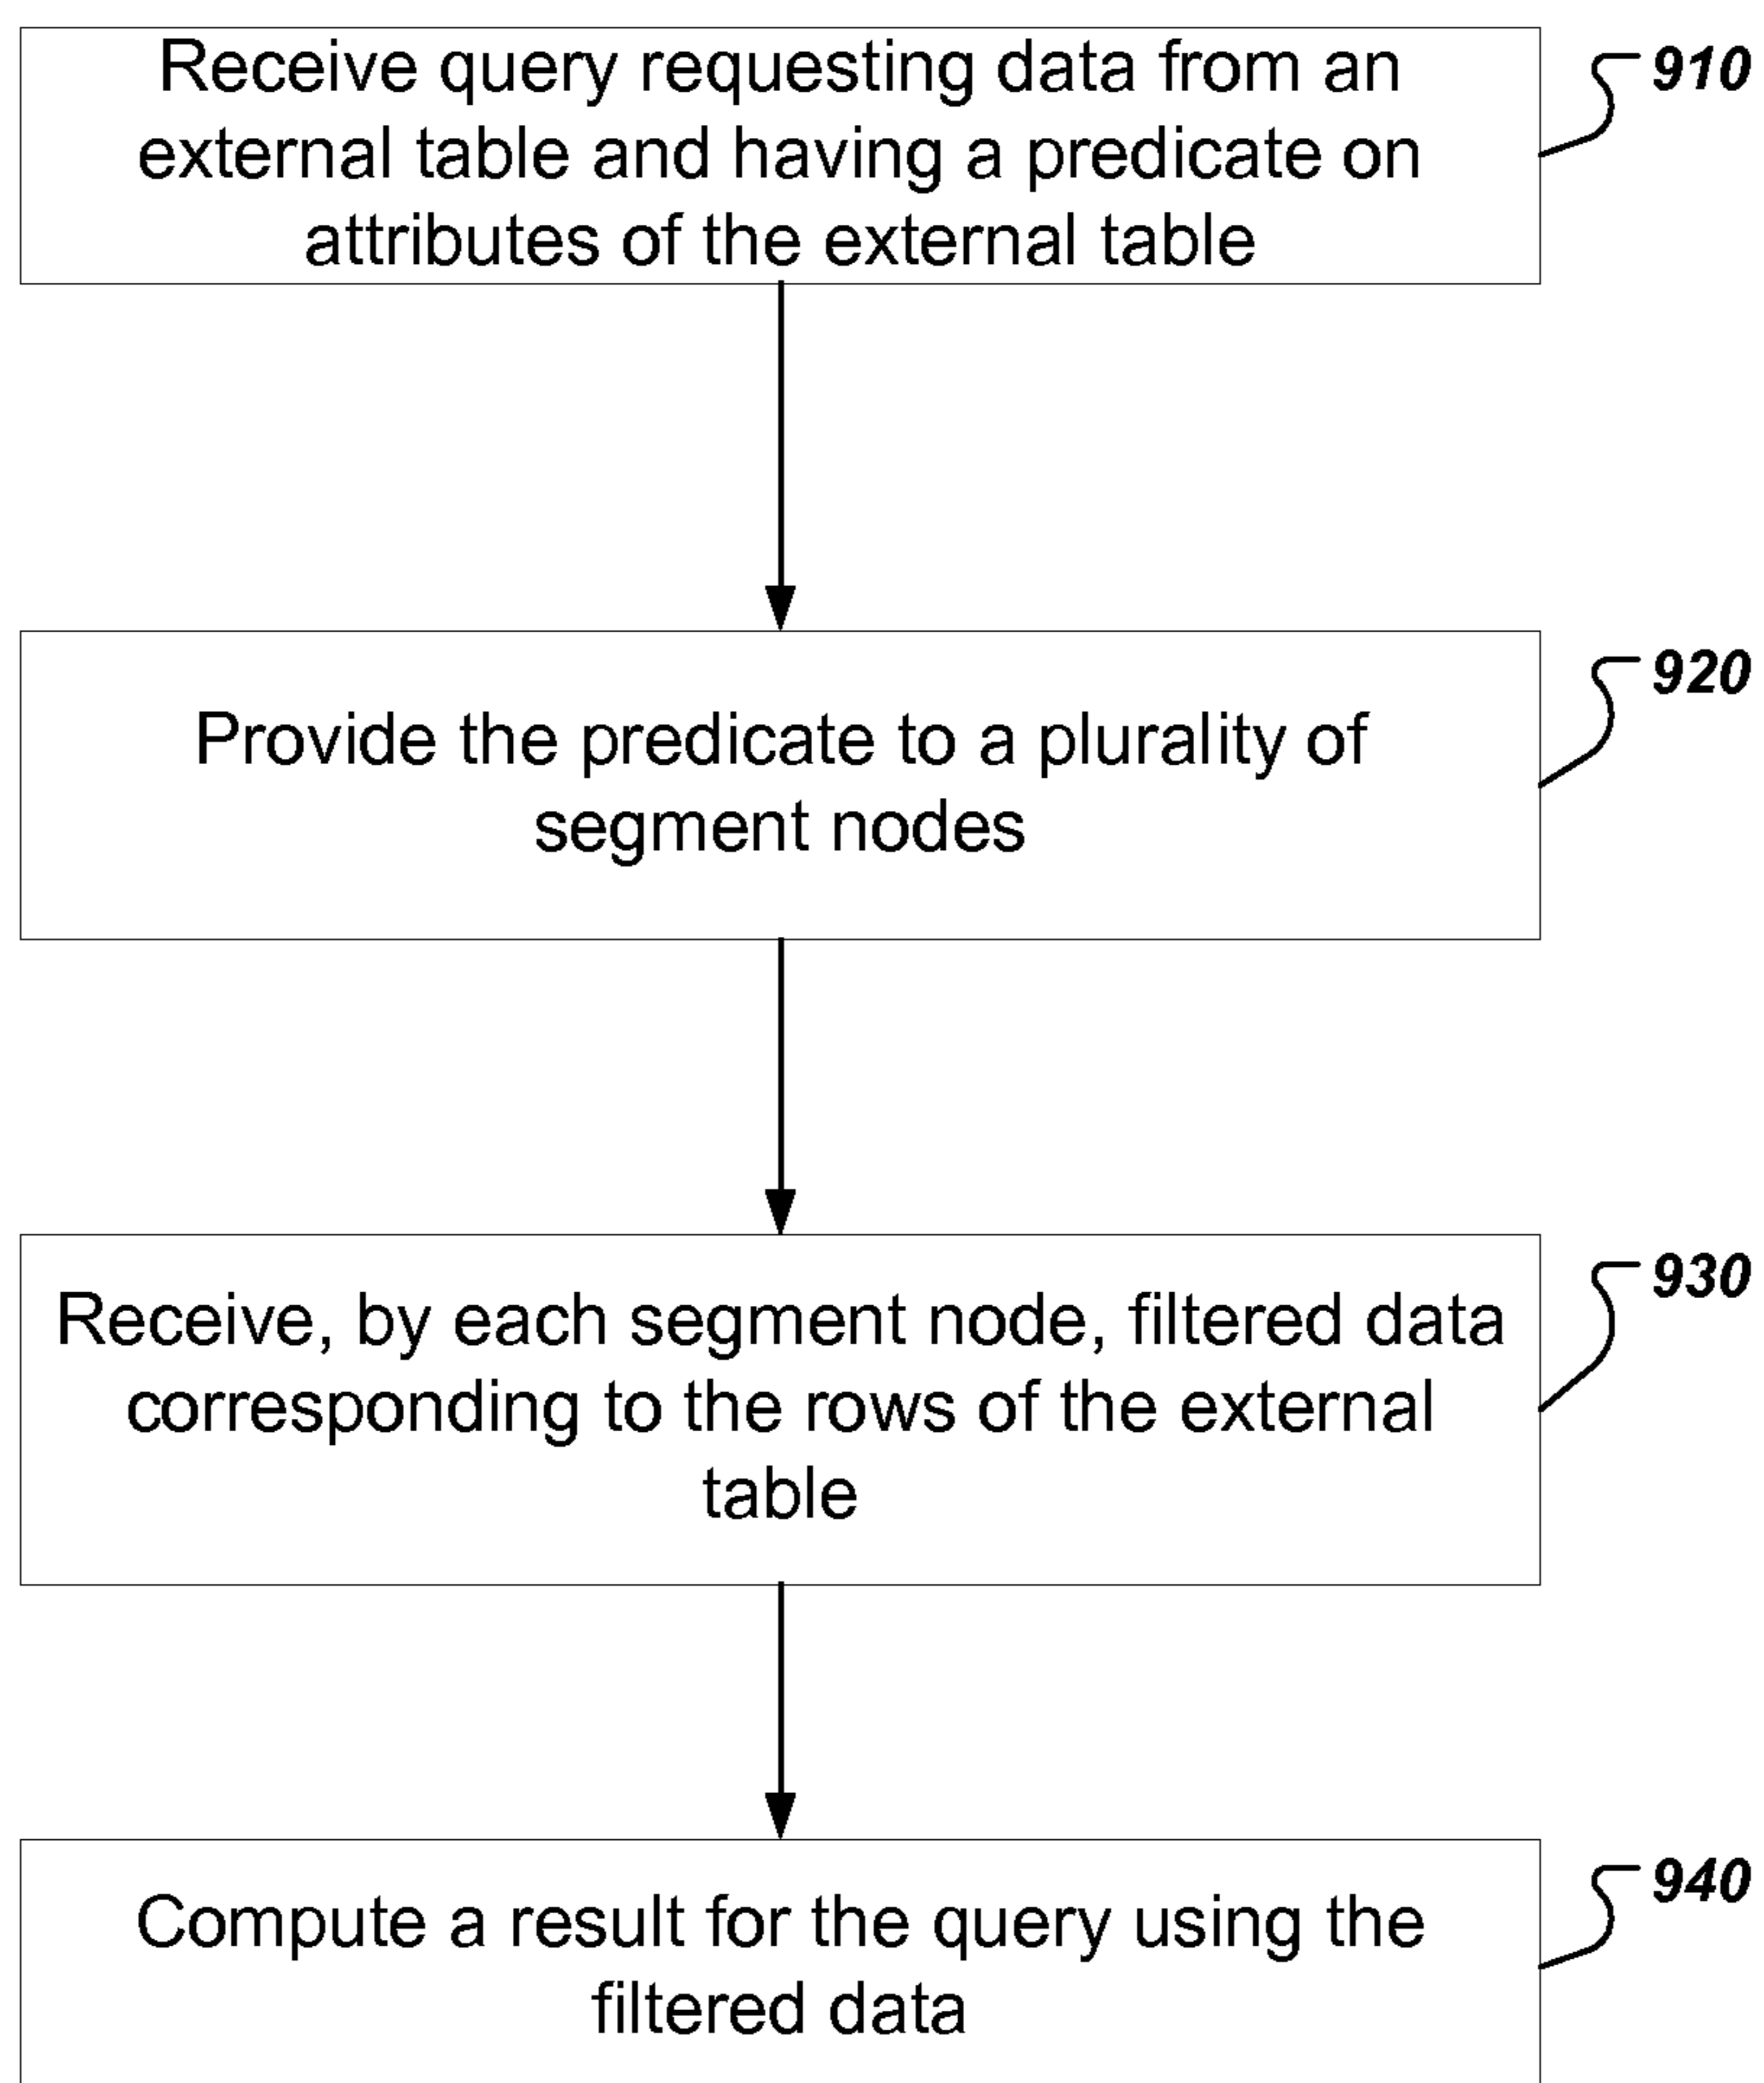 Receive query requesting data from an
external table and having a predicate on
attributes of the external table
910
Provide the predicate to a plurality of
segment nodes
920
Receive, by each segment node, filtered data
corresponding to the rows of the external
table
930
Compute a result for the query using the
filtered data
940